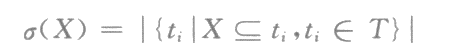 σ(X) = |{t_i|X ⊆ t_i, t_i ∈ T}|